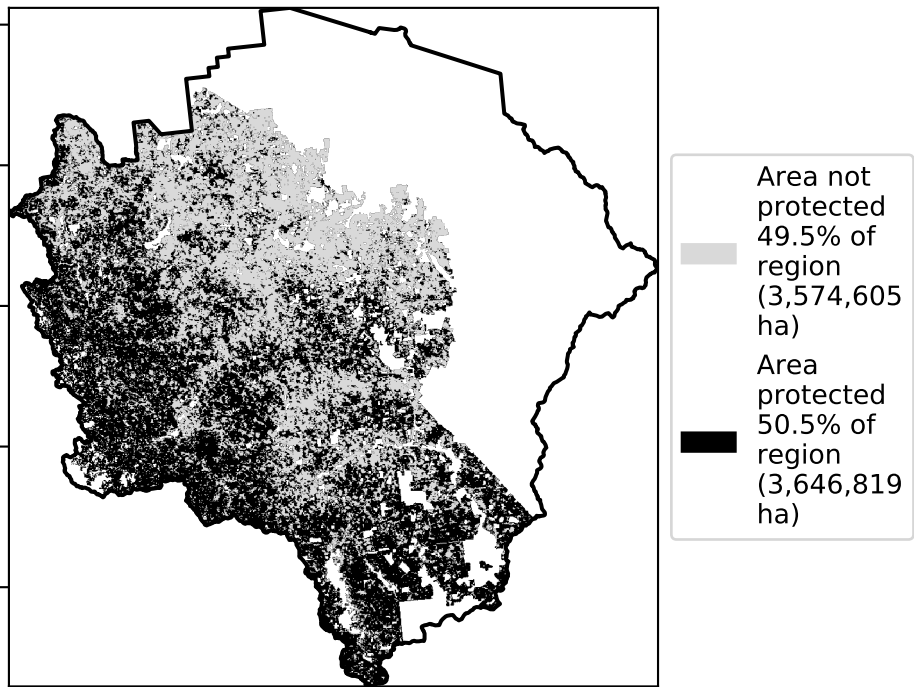 Area not
protected
49.5% of
region
(3,574,605
ha)
Area
protected
50.5% of
region
(3,646,819
ha)